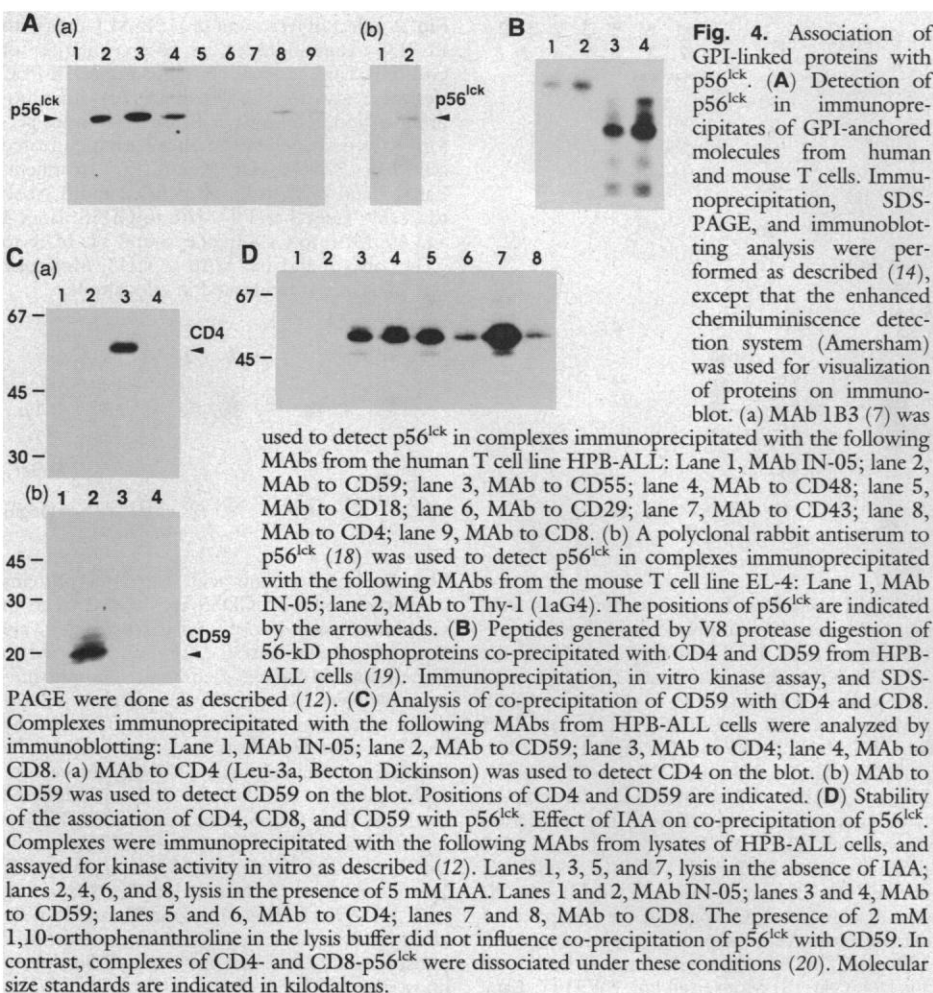 A (a)
1 2 3 4 5 6 7 8 9
p56lck
(b)
1 2
p56lck
B
1 2 3 4
C (a)
1 2 3 4
67
45
30
CD4
(b)
1 2 3 4
45
30
20
CD59
D
1 2 3 4 5 6 7 8
67
45
Fig. 4. Association of
GPI-linked proteins with
p56lck. (A) Detection of
p56lck in immunopre-
cipitates of GPI-anchored
molecules from human
and mouse T cells. Immu-
noprecipitation, SDS-
PAGE, and immunoblot-
ting analysis were per-
formed as described (14),
except that the enhanced
chemiluminiscence detec-
tion system (Amersham)
was used for visualization
of proteins on immuno-
blot. (a) MAb 1B3 (7) was
used to detect p56lck in complexes immunoprecipitated with the following
MAbs from the human T cell line HPB-ALL: Lane 1, MAb IN-05; lane 2,
MAb to CD59; lane 3, MAb to CD55; lane 4, MAb to CD48; lane 5,
MAb to CD18; lane 6, MAb to CD29; lane 7, MAb to CD43; lane 8,
MAb to CD4; lane 9, MAb to CD8. (b) A polyclonal rabbit antiserum to
p56lck (18) was used to detect p56lck in complexes immunoprecipitated
with the following MAbs from the mouse T cell line EL-4: Lane 1, MAb
IN-05; lane 2, MAb to Thy-1 (1aG4). The positions of p56lck are indicated
by the arrowheads. (B) Peptides generated by V8 protease digestion of
56-kD phosphoproteins co-precipitated with CD4 and CD59 from HPB-
ALL cells (19). Immunoprecipitation, in vitro kinase assay, and SDS-
PAGE were done as described (12). (C) Analysis of co-precipitation of CD59 with CD4 and CD8.
Complexes immunoprecipitated with the following MAbs from HPB-ALL cells were analyzed by
immunoblotting: Lane 1, MAb IN-05; lane 2, MAb to CD59; lane 3, MAb to CD4; lane 4, MAb to
CD8. (a) MAb to CD4 (Leu-3a, Becton Dickinson) was used to detect CD4 on the blot. (b) MAb to
CD59 was used to detect CD59 on the blot. Positions of CD4 and CD59 are indicated. (D) Stability
of the association of CD4, CD8, and CD59 with p56lck. Effect of IAA on co-precipitation of p56lck.
Complexes were immunoprecipitated with the following MAbs from lysates of HPB-ALL cells, and
assayed for kinase activity in vitro as described (12). Lanes 1, 3, 5, and 7, lysis in the absence of IAA;
lanes 2, 4, 6, and 8, lysis in the presence of 5 mM IAA. Lanes 1 and 2, MAb IN-05; lanes 3 and 4, MAb
to CD59; lanes 5 and 6, MAb to CD4; lanes 7 and 8, MAb to CD8. The presence of 2 mM
1,10-orthophenanthroline in the lysis buffer did not influence co-precipitation of p56lck with CD59. In
contrast, complexes of CD4- and CD8-p56lck were dissociated under these conditions (20). Molecular
size standards are indicated in kilodaltons.